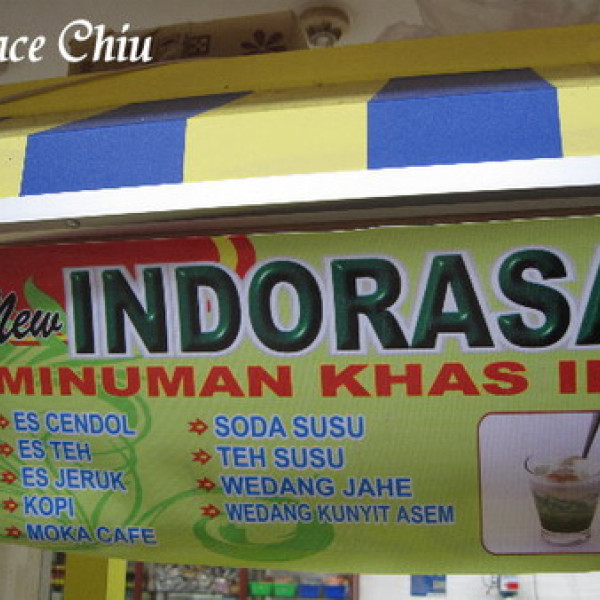 Chiu
New INDORASA
MINUMAN KHAS
ES CENDOL
ES TEH
ES JERUK
KOPI
MOKA CAFE
SODA SUSU
TEH SUSU
WEDANG JAHE
WEDANG KUNYIT ASEM